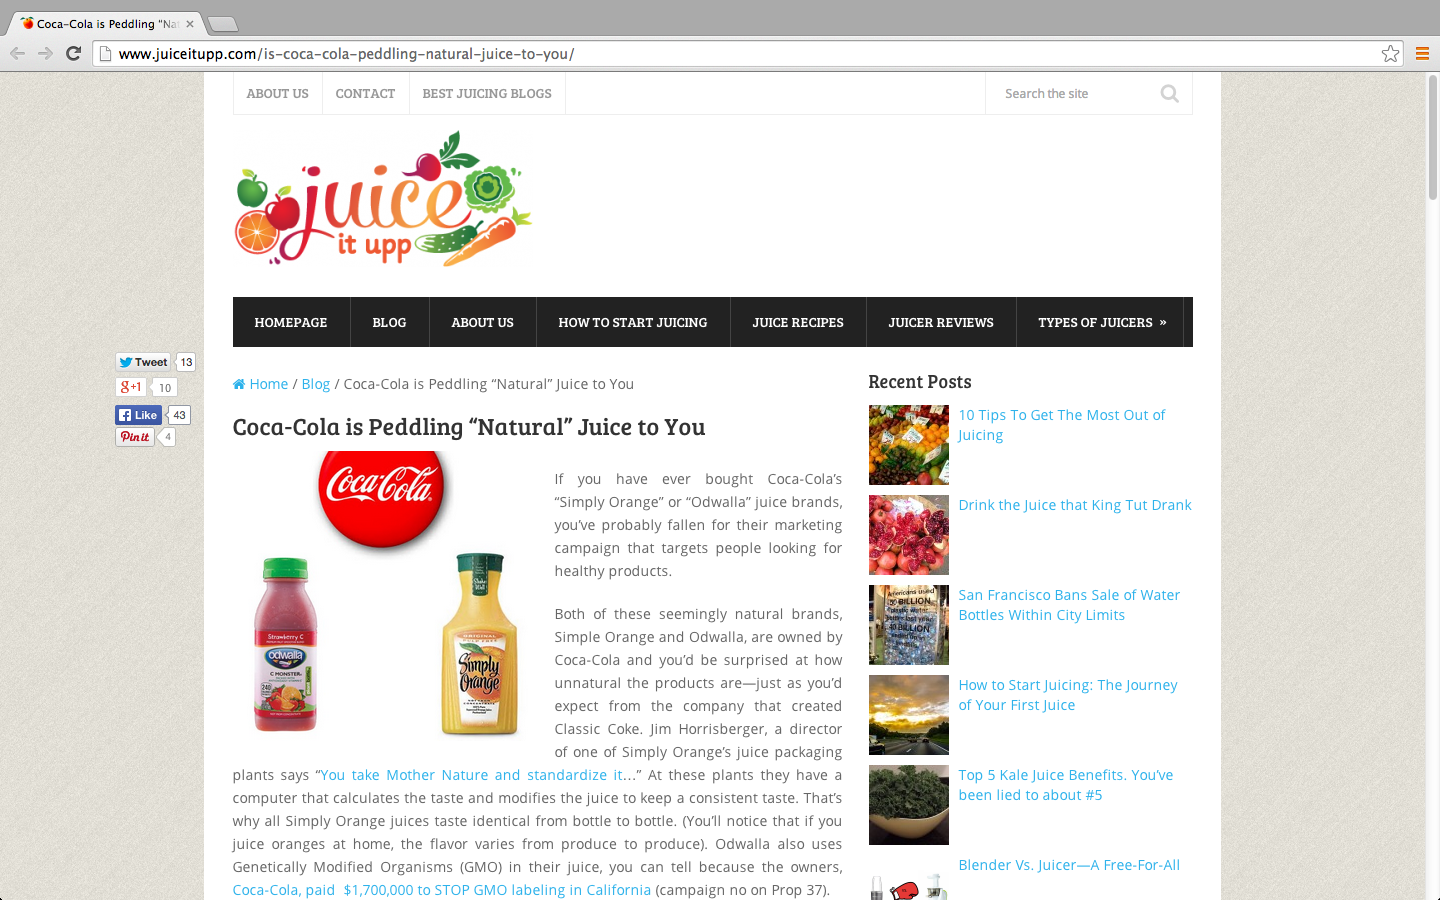 Coca-Cola is Peddling “Nat
www.juiceitupp.com/is-coca-cola-peddling-natural-juice-to-you/
ABOUT US
CONTACT
BEST JUICING BLOGS
Search the site
juice
it upp
HOMEPAGE
BLOG
ABOUT US
HOW TO START JUICING
JUICE RECIPES
JUICER REVIEWS
TYPES OF JUICERS »
Tweet 13
g+1 10
Like 43
Pin it 4
Home / Blog / Coca-Cola is Peddling “Natural” Juice to You
Coca-Cola is Peddling “Natural” Juice to You
Coca-Cola
Strawberry C
odwalla
C MONSTER
240
ORIGINAL
Simply
Orange
Shake
Well
If you have ever bought Coca-Cola’s
“Simply Orange” or “Odwalla” juice brands,
you’ve probably fallen for their marketing
campaign that targets people looking for
healthy products.
Both of these seemingly natural brands,
Simple Orange and Odwalla, are owned by
Coca-Cola and you’d be surprised at how
unnatural the products are—just as you’d
expect from the company that created
Classic Coke. Jim Horrisberger, a director
of one of Simply Orange’s juice packaging
plants says “You take Mother Nature and standardize it…” At these plants they have a
computer that calculates the taste and modifies the juice to keep a consistent taste. That’s
why all Simply Orange juices taste identical from bottle to bottle. (You’ll notice that if you
juice oranges at home, the flavor varies from produce to produce). Odwalla also uses
Genetically Modified Organisms (GMO) in their juice, you can tell because the owners,
Coca-Cola, paid $1,700,000 to STOP GMO labeling in California (campaign no on Prop 37).
Recent Posts
10 Tips To Get The Most Out of
Juicing
Drink the Juice that King Tut Drank
Americans used
BILLION
plastic water
BILLION
San Francisco Bans Sale of Water
Bottles Within City Limits
How to Start Juicing: The Journey
of Your First Juice
Top 5 Kale Juice Benefits. You’ve
been lied to about #5
Blender Vs. Juicer—A Free-For-All